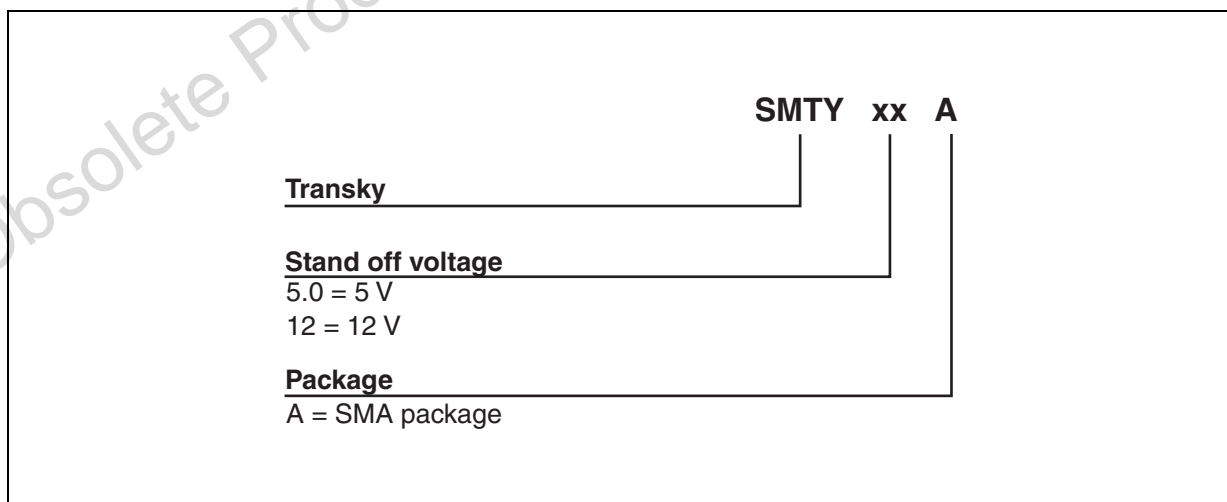 Obsolete Pro
SMTY xx A
Transky
Stand off voltage
5.0 = 5 V
12 = 12 V
Package
A = SMA package